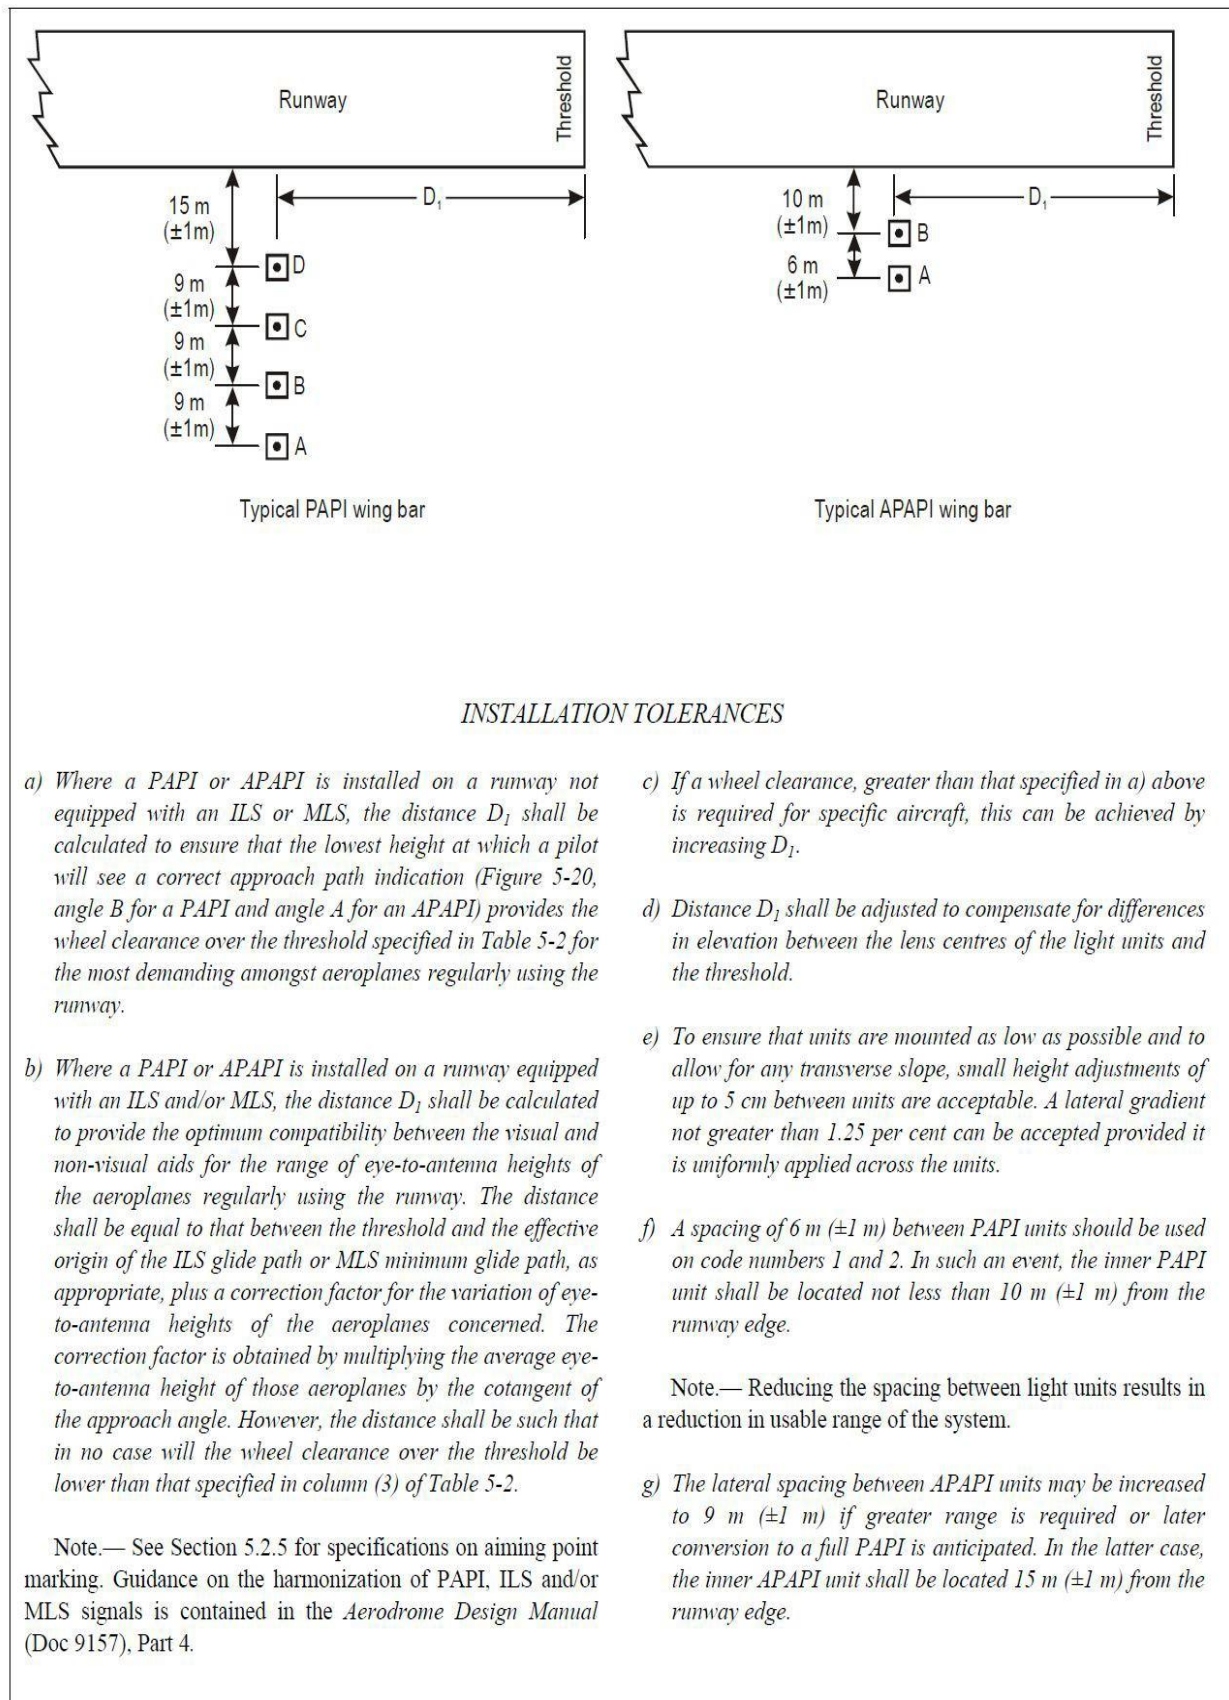 Runway
Threshold
15 m
(±1m)
D₁
D
9 m
(±1m)
C
9 m
(±1m)
B
9 m
(±1m)
A
Typical PAPI wing bar
Runway
Threshold
10 m
(±1m)
D₁
B
6 m
(±1m)
A
Typical APAPI wing bar
INSTALLATION TOLERANCES
a) Where a PAPI or APAPI is installed on a runway not
equipped with an ILS or MLS, the distance D₁ shall be
calculated to ensure that the lowest height at which a pilot
will see a correct approach path indication (Figure 5-20,
angle B for a PAPI and angle A for an APAPI) provides the
wheel clearance over the threshold specified in Table 5-2 for
the most demanding amongst aeroplanes regularly using the
runway.
b) Where a PAPI or APAPI is installed on a runway equipped
with an ILS and/or MLS, the distance D₁ shall be calculated
to provide the optimum compatibility between the visual and
non-visual aids for the range of eye-to-antenna heights of
the aeroplanes regularly using the runway. The distance
shall be equal to that between the threshold and the effective
origin of the ILS glide path or MLS minimum glide path, as
appropriate, plus a correction factor for the variation of eye-
to-antenna heights of the aeroplanes concerned. The
correction factor is obtained by multiplying the average eye-
to-antenna height of those aeroplanes by the cotangent of
the approach angle. However, the distance shall be such that
in no case will the wheel clearance over the threshold be
lower than that specified in column (3) of Table 5-2.
Note.— See Section 5.2.5 for specifications on aiming point
marking. Guidance on the harmonization of PAPI, ILS and/or
MLS signals is contained in the Aerodrome Design Manual
(Doc 9157), Part 4.
c) If a wheel clearance, greater than that specified in a) above
is required for specific aircraft, this can be achieved by
increasing D₁.
d) Distance D₁ shall be adjusted to compensate for differences
in elevation between the lens centres of the light units and
the threshold.
e) To ensure that units are mounted as low as possible and to
allow for any transverse slope, small height adjustments of
up to 5 cm between units are acceptable. A lateral gradient
not greater than 1.25 per cent can be accepted provided it
is uniformly applied across the units.
f) A spacing of 6 m (±1 m) between PAPI units should be used
on code numbers 1 and 2. In such an event, the inner PAPI
unit shall be located not less than 10 m (±1 m) from the
runway edge.
Note.— Reducing the spacing between light units results in
a reduction in usable range of the system.
g) The lateral spacing between APAPI units may be increased
to 9 m (±1 m) if greater range is required or later
conversion to a full PAPI is anticipated. In the latter case,
the inner APAPI unit shall be located 15 m (±1 m) from the
runway edge.